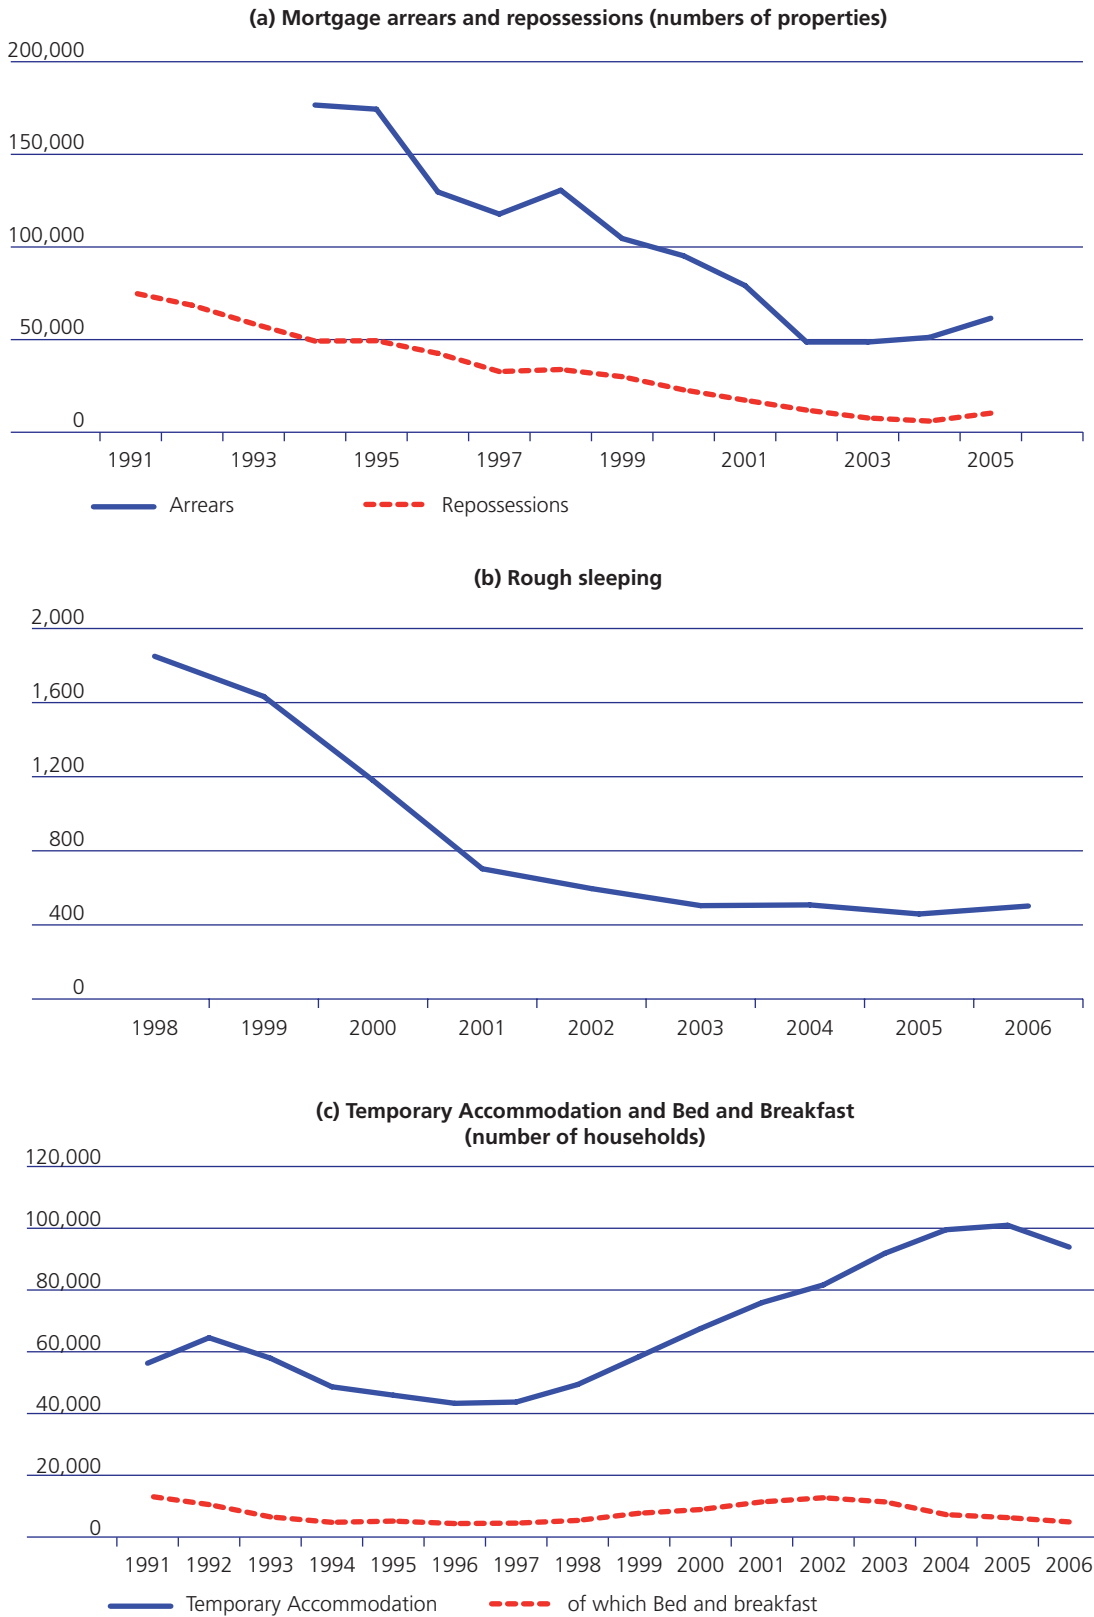 (a) Mortgage arrears and repossessions (numbers of properties)
200,000
150,000
100,000
50,000
0
1991 1993 1995 1997 1999 2001 2003 2005
Arrears Repossessions
(b) Rough sleeping
2,000
1,600
1,200
800
400
0
1998 1999 2000 2001 2002 2003 2004 2005 2006
(c) Temporary Accommodation and Bed and Breakfast
(number of households)
120,000
100,000
80,000
60,000
40,000
20,000
0
1991 1992 1993 1994 1995 1996 1997 1998 1999 2000 2001 2002 2003 2004 2005 2006
Temporary Accommodation of which Bed and breakfast